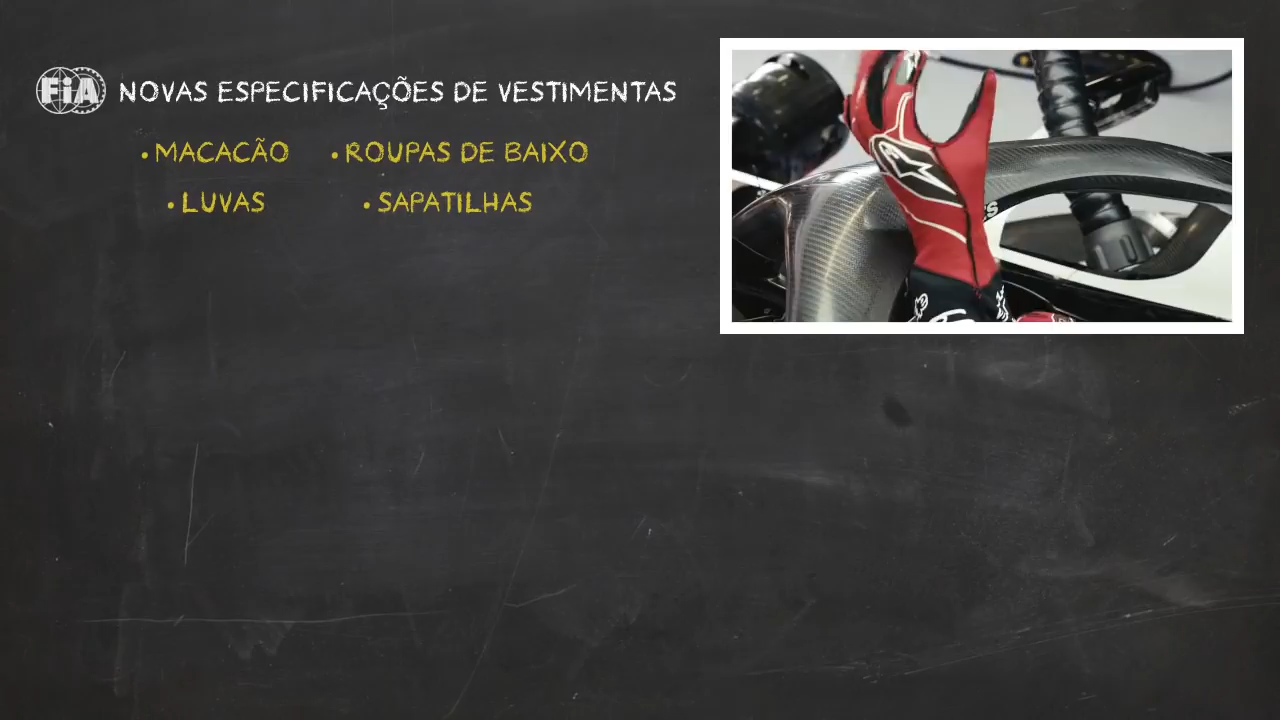 FiA NOVAS ESPECIFICAÇÕES DE VESTIMENTAS
• MACACÃO • ROUPAS DE BAIXO
• LUVAS • SAPATILHAS